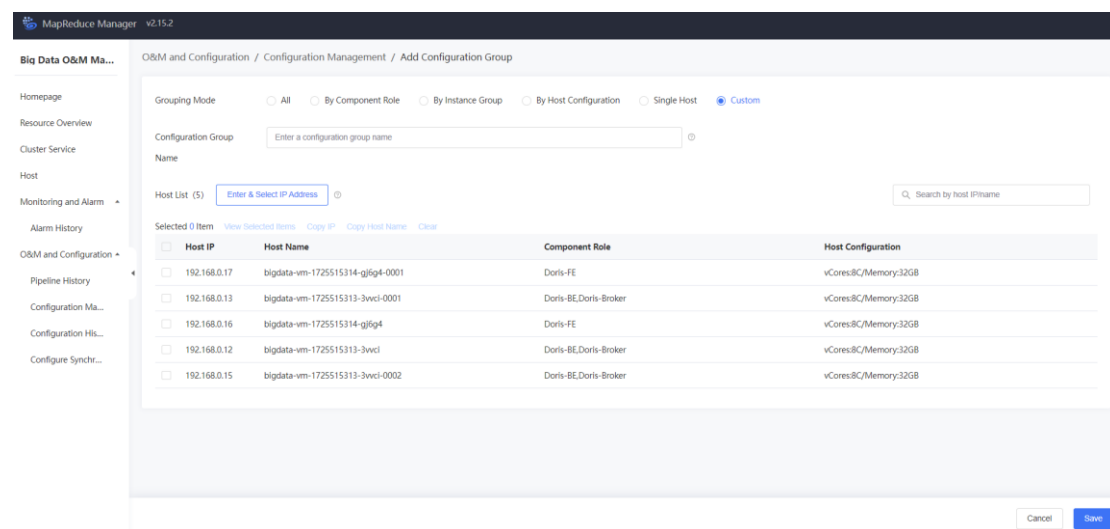 MapReduce Manager v2.15.2
Big Data O&M Ma...
O&M and Configuration / Configuration Management / Add Configuration Group
Homepage
Resource Overview
Cluster Service
Host
Monitoring and Alarm
Alarm History
O&M and Configuration
Pipeline History
Configuration Ma...
Configuration His...
Configure Synchr...
Grouping Mode All By Component Role By Instance Group By Host Configuration Single Host Custom
Configuration Group Name Enter a configuration group name
Host List (5) Enter & Select IP Address Search by host IP/name
Selected 0 Item View Selected Items Copy IP Copy Host Name Clear
Host IP Host Name Component Role Host Configuration
192.168.0.17 bigdata-vm-1725515314-gj6g4-0001 Doris-FE vCores:8C/Memory:32GB
192.168.0.13 bigdata-vm-1725515313-3vvci-0001 Doris-BE,Doris-Broker vCores:8C/Memory:32GB
192.168.0.16 bigdata-vm-1725515314-gj6g4 Doris-FE vCores:8C/Memory:32GB
192.168.0.12 bigdata-vm-1725515313-3vvci Doris-BE,Doris-Broker vCores:8C/Memory:32GB
192.168.0.15 bigdata-vm-1725515313-3vvci-0002 Doris-BE,Doris-Broker vCores:8C/Memory:32GB
Cancel Save